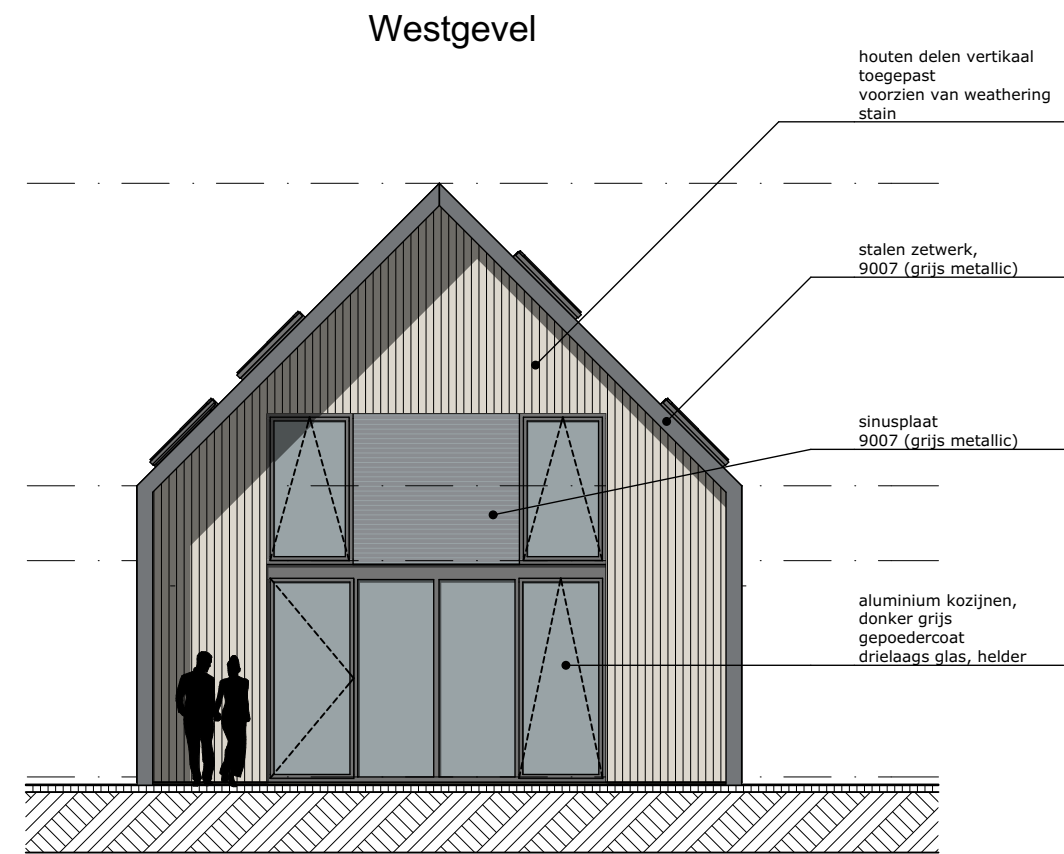 Westgevel
houten delen vertikaal
toegepast
voorzien van weathering
stain
stalen zetwerk,
9007 (grijs metallic)
sinusplaat
9007 (grijs metallic)
aluminium kozijnen,
donker grijs
gepoedercoat
drielaags glas, helder